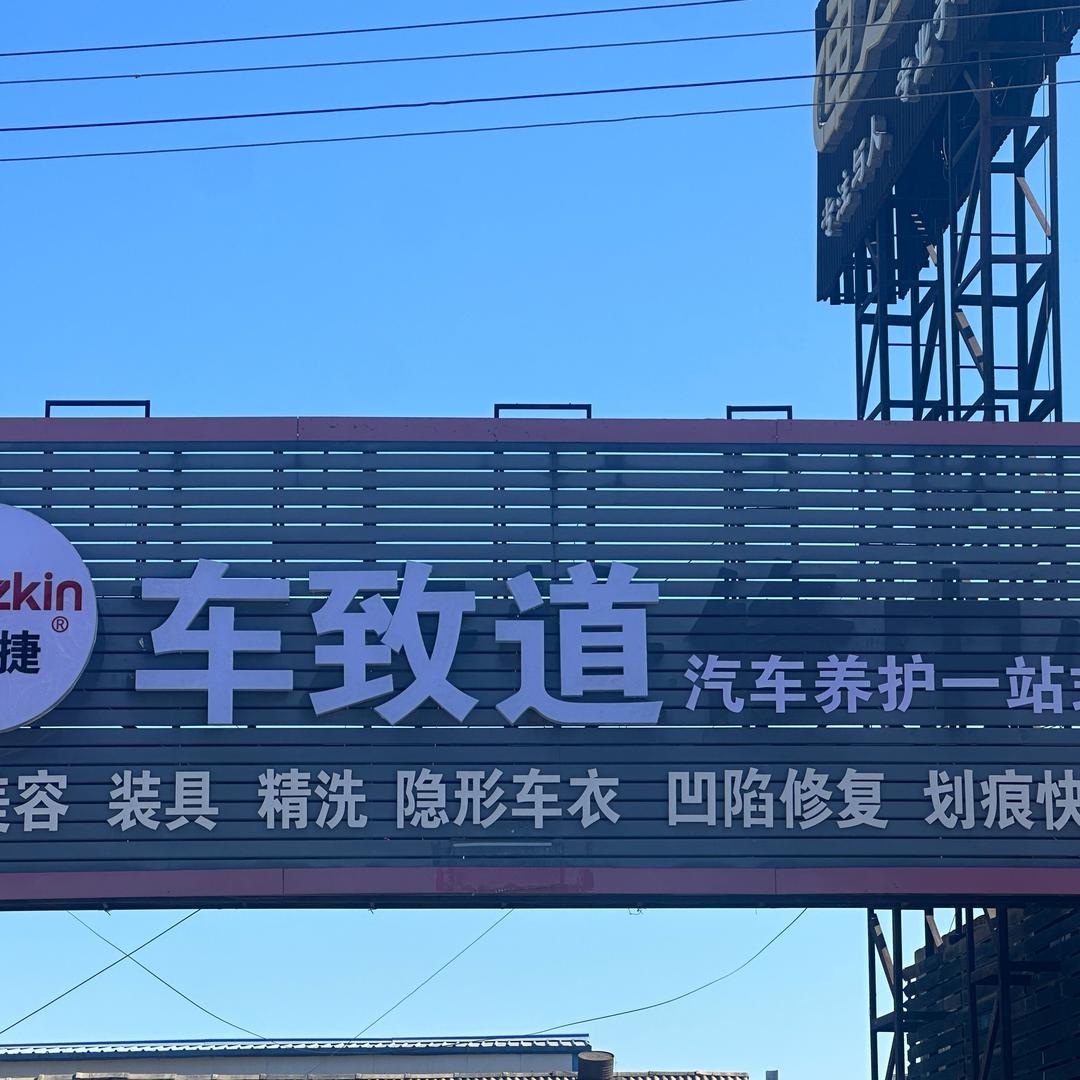 zkin
®
捷
车致道
汽车养护一站
容 装具 精洗 隐形车衣 凹陷修复 划痕快